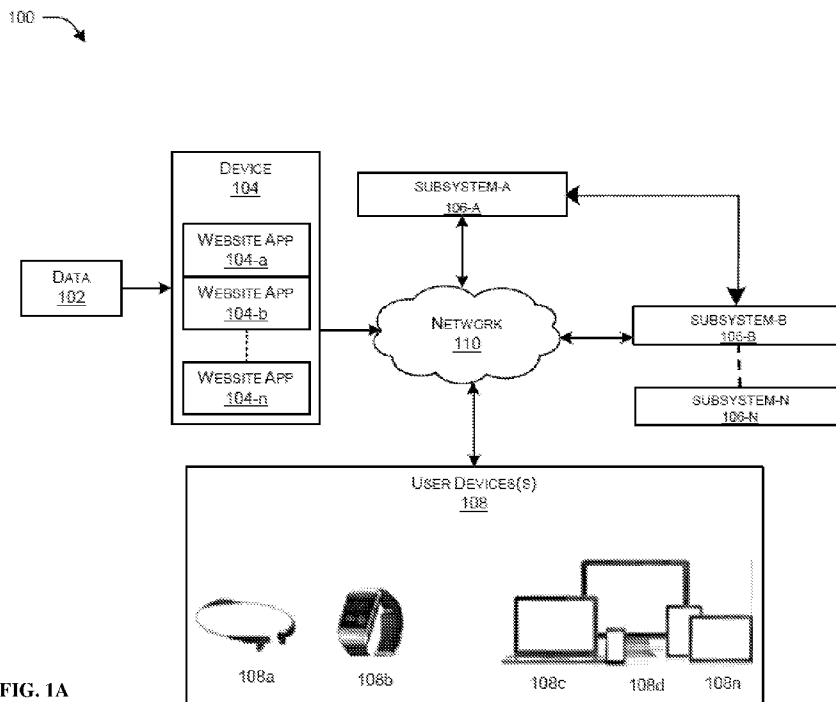 100
DEVICE
104
WEBSITE APP
104-a
WEBSITE APP
104-b
WEBSITE APP
104-n
DATA
102
SUBSYSTEM-A
106-A
NETWORK
110
SUBSYSTEM-B
106-B
SUBSYSTEM-N
106-N
USER DEVICES(S)
108
108a
108b
108c
108d
108n
FIG. 1A